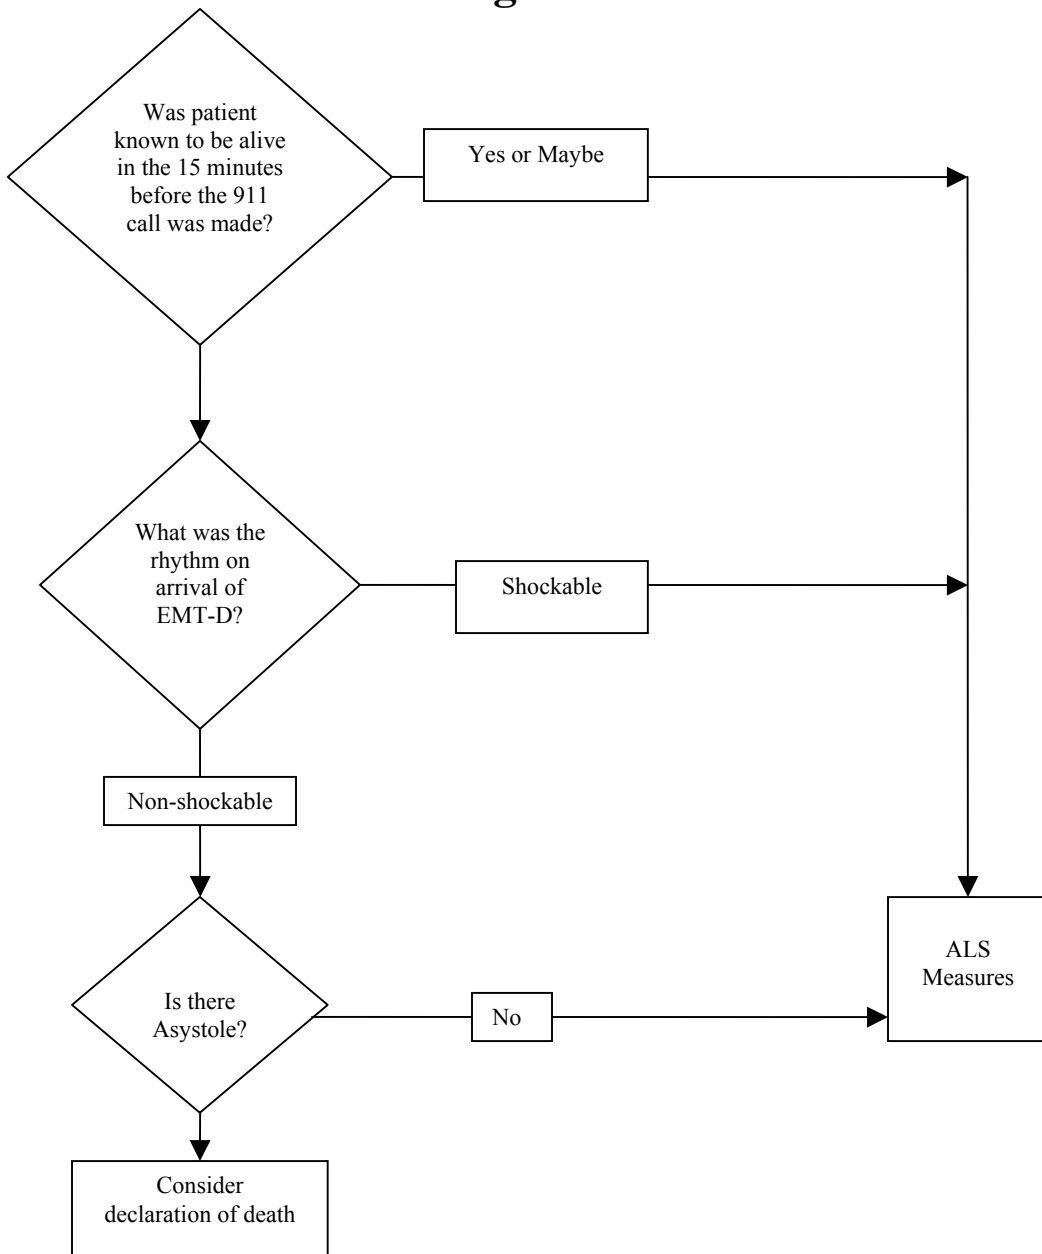 Was patient
known to be alive
in the 15 minutes
before the 911
call was made?
Yes or Maybe
What was the
rhythm on
arrival of
EMT-D?
Shockable
Non-shockable
Is there
Asystole?
No
ALS
Measures
Consider
declaration of death